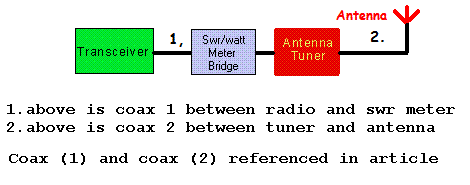 Antenna
1,
2.
Transceiver
Swr/watt
Meter
Bridge
Antenna
Tuner
1.above is coax 1 between radio and swr meter
2.above is coax 2 between tuner and antenna
Coax (1) and coax (2) referenced in article